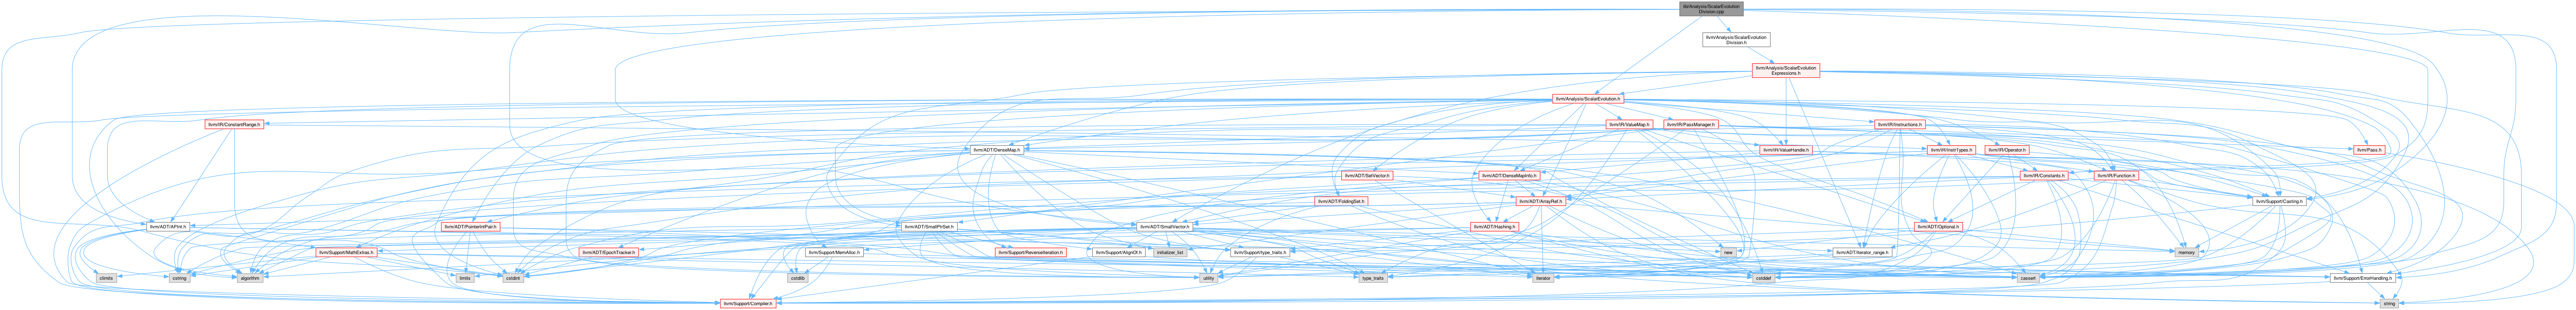 lib/Analysis/ScalarEvolution
Division.cpp
llvm/Analysis/ScalarEvolution
Division.h
llvm/Analysis/ScalarEvolution
Expressions.h
llvm/Analysis/ScalarEvolution.h
llvm/IR/ConstantRange.h
llvm/IR/ValueMap.h
llvm/IR/PassManager.h
llvm/IR/Instructions.h
llvm/ADT/DenseMap.h
llvm/IR/ValueHandle.h
llvm/IR/InstrTypes.h
llvm/IR/Operator.h
llvm/Pass.h
llvm/ADT/SetVector.h
llvm/ADT/DenseMapInfo.h
llvm/IR/Constants.h
llvm/IR/Function.h
llvm/ADT/FoldingSet.h
llvm/ADT/ArrayRef.h
llvm/Support/Casting.h
llvm/ADT/APInt.h
llvm/ADT/PointerIntPair.h
llvm/ADT/SmallPtrSet.h
llvm/ADT/SmallVector.h
llvm/ADT/Hashing.h
llvm/ADT/Optional.h
llvm/Support/MathExtras.h
llvm/ADT/EpochTracker.h
llvm/Support/MemAlloc.h
llvm/Support/ReverseIteration.h
llvm/Support/AlignOf.h
initializer_list
llvm/Support/type_traits.h
new
llvm/ADT/iterator_range.h
memory
climits
cstring
algorithm
limits
cstdint
cstdlib
utility
type_traits
iterator
cstddef
cassert
llvm/Support/ErrorHandling.h
llvm/Support/Compiler.h
string